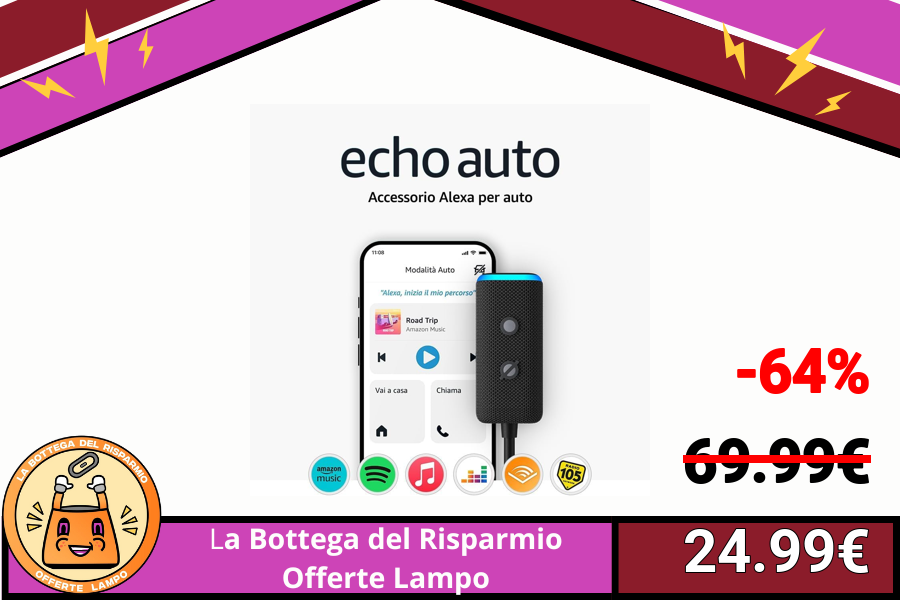 echo auto
Accessorio Alexa per auto
11:08
Modalità Auto
"Alexa, inizia il mio percorso"
Road Trip
Amazon Music
Vai a casa
Chiama
amazon
music
RADIO
105
-64%
69.99€
LA BOTTEGA DEL RISPARMIO
OFFERTE LAMPO
La Bottega del Risparmio
Offerte Lampo
24.99€